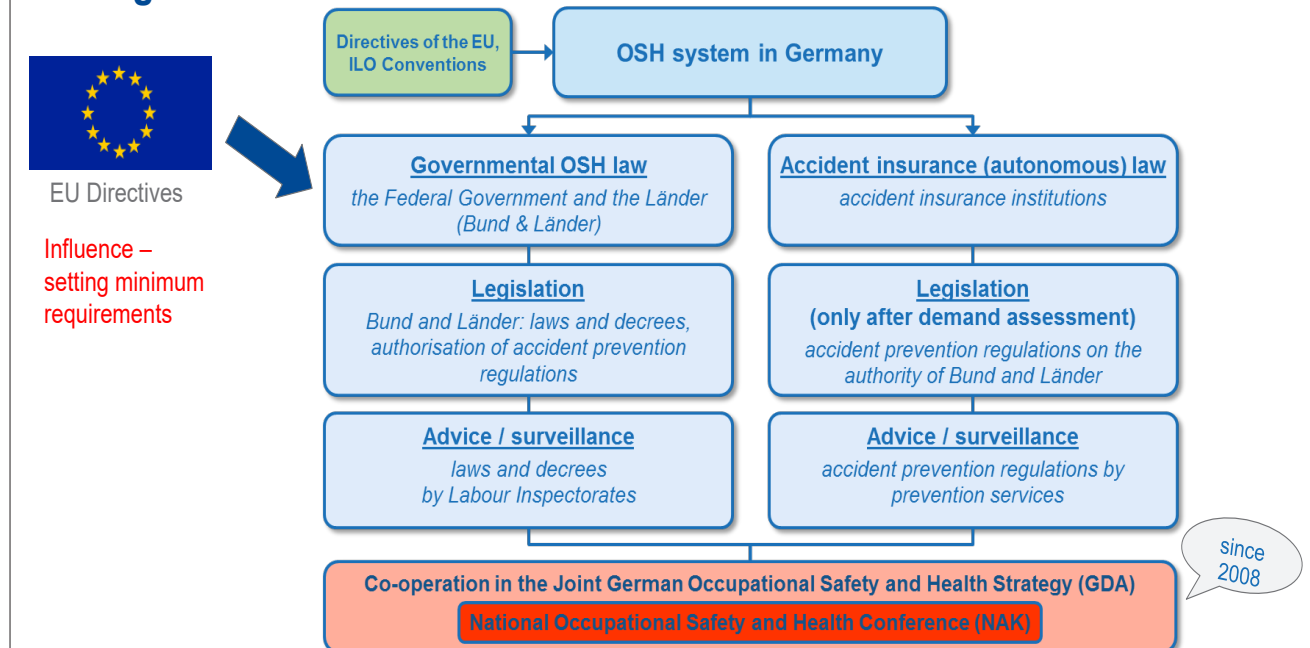 Directives of the EU,
ILO Conventions
OSH system in Germany
EU Directives
Influence –
setting minimum
requirements
Governmental OSH law
the Federal Government and the Länder
(Bund & Länder)
Accident insurance (autonomous) law
accident insurance institutions
Legislation
Bund and Länder: laws and decrees,
authorisation of accident prevention
regulations
Legislation
(only after demand assessment)
accident prevention regulations on the
authority of Bund and Länder
Advice / surveillance
laws and decrees
by Labour Inspectorates
Advice / surveillance
accident prevention regulations by
prevention services
since
2008
Co-operation in the Joint German Occupational Safety and Health Strategy (GDA)
National Occupational Safety and Health Conference (NAK)